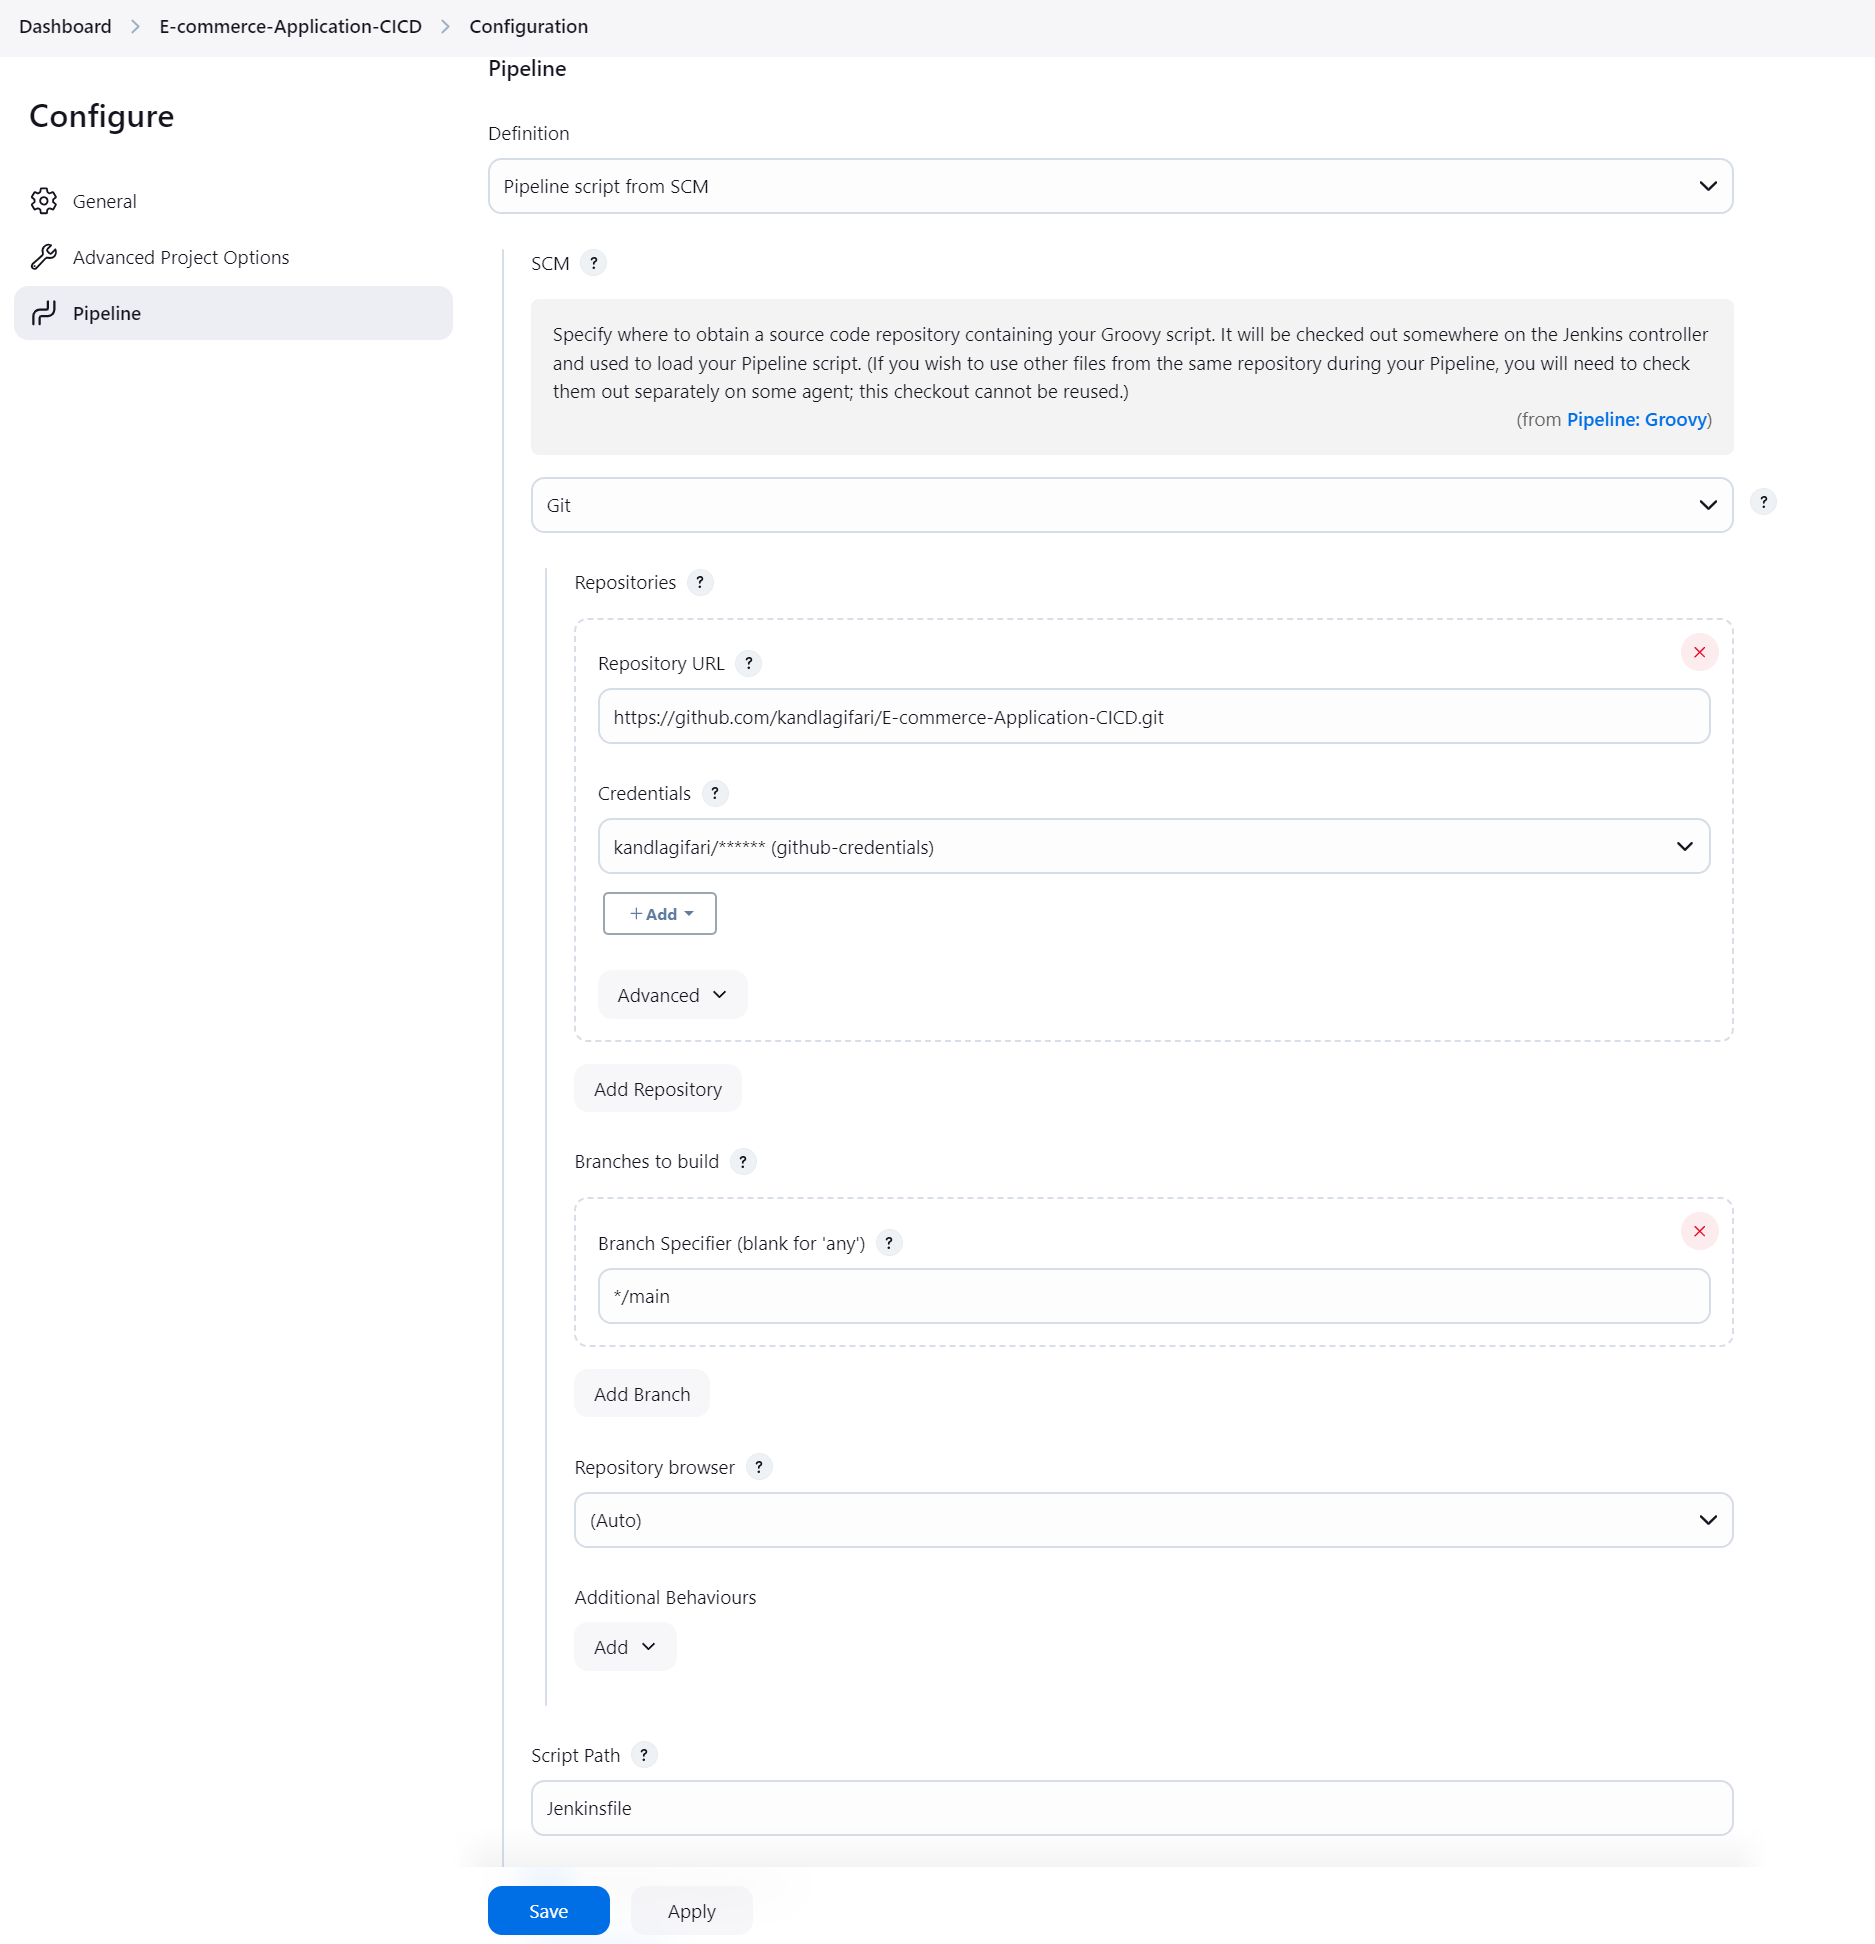 Dashboard > E-commerce-Application-CICD > Configuration
Configure
General
Advanced Project Options
Pipeline
Pipeline
Definition
Pipeline script from SCM
SCM ?
Specify where to obtain a source code repository containing your Groovy script. It will be checked out somewhere on the Jenkins controller
and used to load your Pipeline script. (If you wish to use other files from the same repository during your Pipeline, you will need to check
them out separately on some agent; this checkout cannot be reused.)
(from Pipeline: Groovy)
Git ?
Repositories ?
Repository URL ?
https://github.com/kandlagifari/E-commerce-Application-CICD.git
Credentials ?
kandlagifari/****** (github-credentials)
+ Add
Advanced
Add Repository
Branches to build ?
Branch Specifier (blank for 'any') ?
*/main
Add Branch
Repository browser ?
(Auto)
Additional Behaviours
Add
Script Path ?
Jenkinsfile
Save Apply